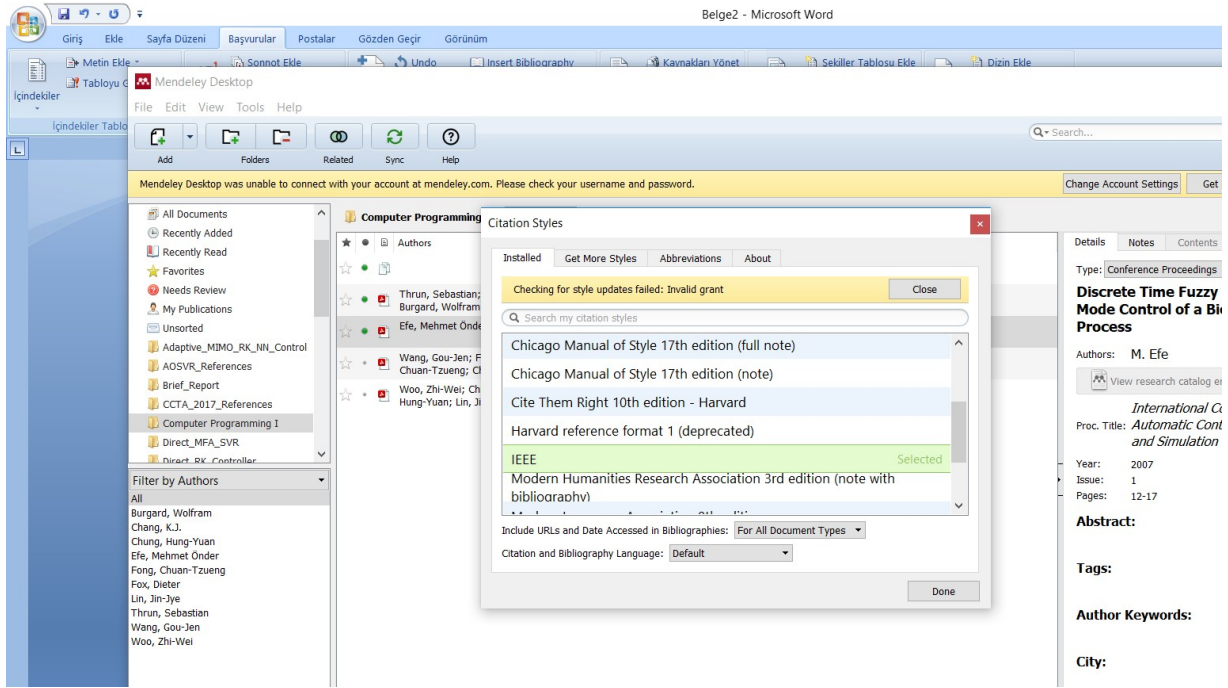 Belge2 - Microsoft Word
Giriş Ekle Sayfa Düzeni Başvurular Postalar Gözden Geçir Görünüm
Metin Ekle Sonnot Ekle Undo Insert Bibliography Kaynakları Yönet Şekiller Tablosu Ekle Dizin Ekle
Tabloyu G
İçindekiler
İçindekiler Tablo
Mendeley Desktop
File Edit View Tools Help
Search...
Add Folders Related Sync Help
Mendeley Desktop was unable to connect with your account at mendeley.com. Please check your username and password.
Change Account Settings Get
All Documents
Recently Added
Recently Read
Favorites
Needs Review
My Publications
Unsorted
Adaptive_MIMO_RK_NN_Control
AOSVR_References
Brief_Report
CCTA_2017_References
Computer Programming I
Direct_MFA_SVR
Direct_RK_Controller
Filter by Authors
All
Burgard, Wolfram
Chang, K.J.
Chung, Hung-Yuan
Efe, Mehmet Önder
Fong, Chuan-Tzueng
Fox, Dieter
Lin, Jin-Jye
Thrun, Sebastian
Wang, Gou-Jen
Woo, Zhi-Wei
Computer Programming
Authors
Thrun, Sebastian;
Burgard, Wolfram
Efe, Mehmet Önde
Wang, Gou-Jen; F
Chuan-Tzueng; Cl
Woo, Zhi-Wei; Ch
Hung-Yuan; Lin, Ji
Citation Styles
Installed Get More Styles Abbreviations About
Checking for style updates failed: Invalid grant Close
Search my citation styles
Chicago Manual of Style 17th edition (full note)
Chicago Manual of Style 17th edition (note)
Cite Them Right 10th edition - Harvard
Harvard reference format 1 (deprecated)
IEEE Selected
Modern Humanities Research Association 3rd edition (note with
bibliography)
Include URLs and Date Accessed in Bibliographies: For All Document Types
Citation and Bibliography Language: Default
Done
Details Notes Contents
Type: Conference Proceedings
Discrete Time Fuzzy
Mode Control of a Bi
Process
Authors: M. Efe
View research catalog e
International Co
Proc. Title: Automatic Cont
and Simulation
Year: 2007
Issue: 1
Pages: 12-17
Abstract:
Tags:
Author Keywords:
City: